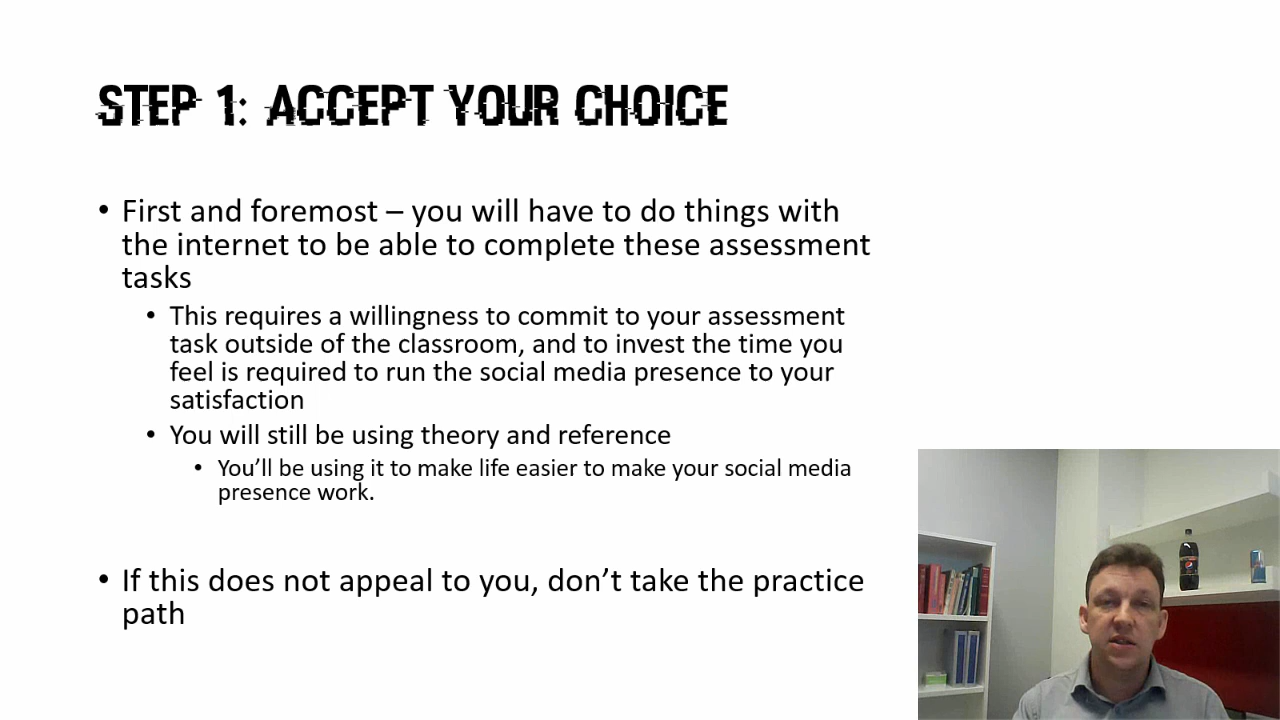 STEP 1: ACCEPT YOUR CHOICE
• First and foremost – you will have to do things with
the internet to be able to complete these assessment
tasks
• This requires a willingness to commit to your assessment
task outside of the classroom, and to invest the time you
feel is required to run the social media presence to your
satisfaction
• You will still be using theory and reference
• You’ll be using it to make life easier to make your social media
presence work.
• If this does not appeal to you, don’t take the practice
path